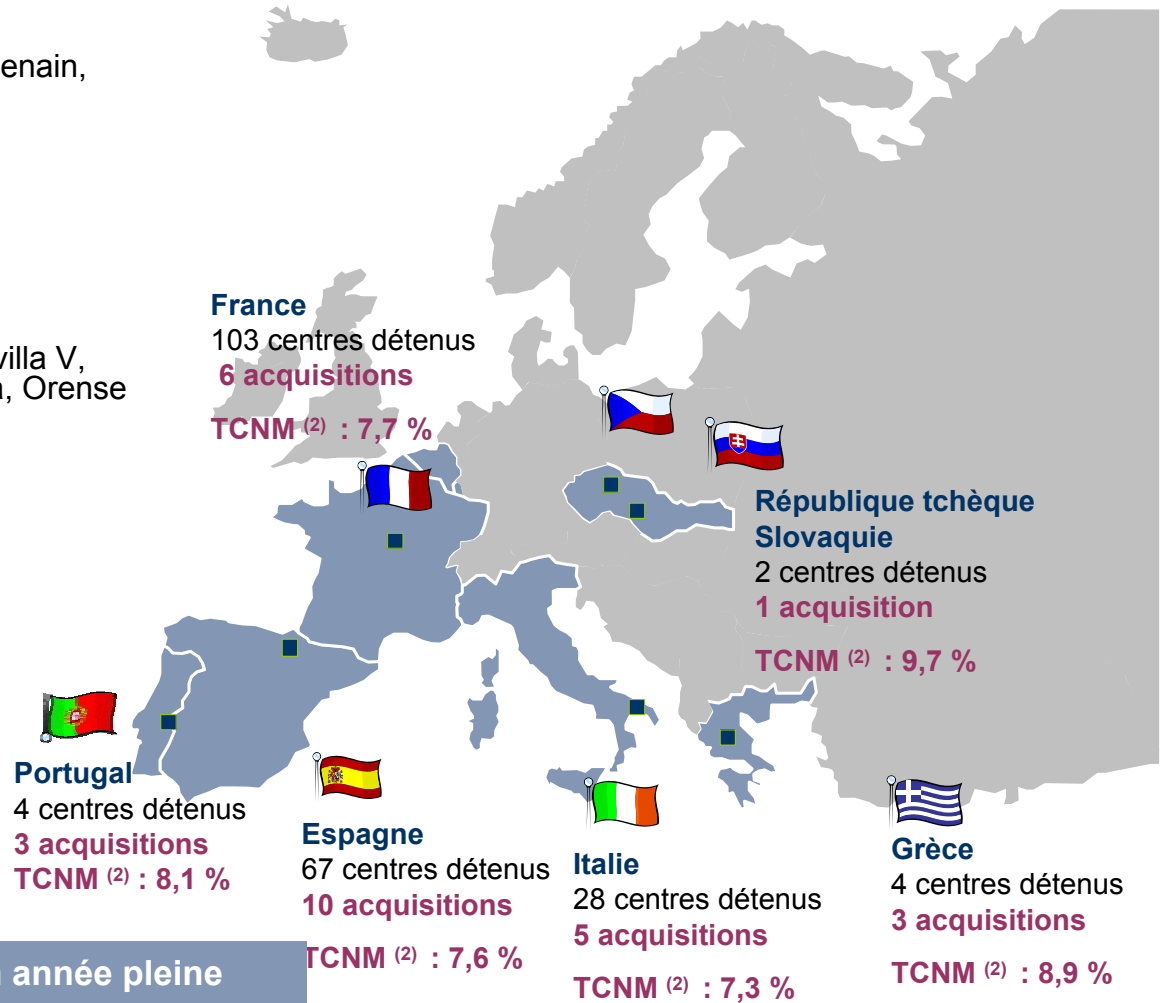 enain,
villa V,
, Orense
France
103 centres détenus
6 acquisitions
TCNM (2) : 7,7 %
République tchèque
Slovaquie
2 centres détenus
1 acquisition
TCNM (2) : 9,7 %
Portugal
4 centres détenus
3 acquisitions
TCNM (2) : 8,1 %
Espagne
67 centres détenus
10 acquisitions
TCNM (2) : 7,6 %
Italie
28 centres détenus
5 acquisitions
TCNM (2) : 7,3 %
Grèce
4 centres détenus
3 acquisitions
TCNM (2) : 8,9 %
année pleine